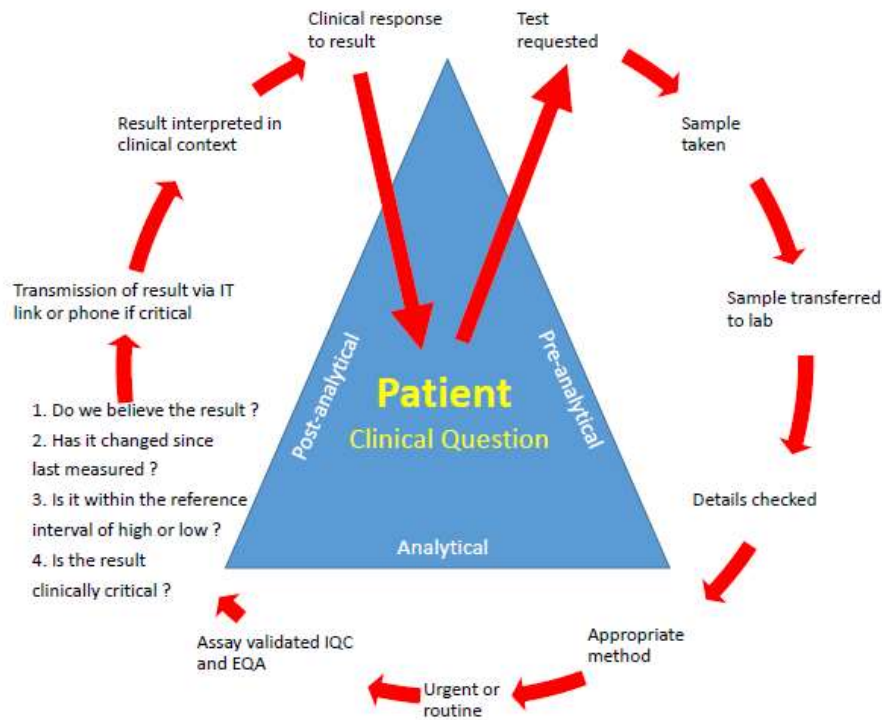 Clinical response
to result
Test
requested
Sample
taken
Sample transferred
to lab
Details checked
Appropriate
method
Urgent or
routine
Assay validated IQC
and EQA
1. Do we believe the result ?
2. Has it changed since
last measured ?
3. Is it within the reference
interval of high or low ?
4. Is the result
clinically critical ?
Transmission of result via IT
link or phone if critical
Result interpreted in
clinical context
Post-analytical
Pre-analytical
Patient
Clinical Question
Analytical